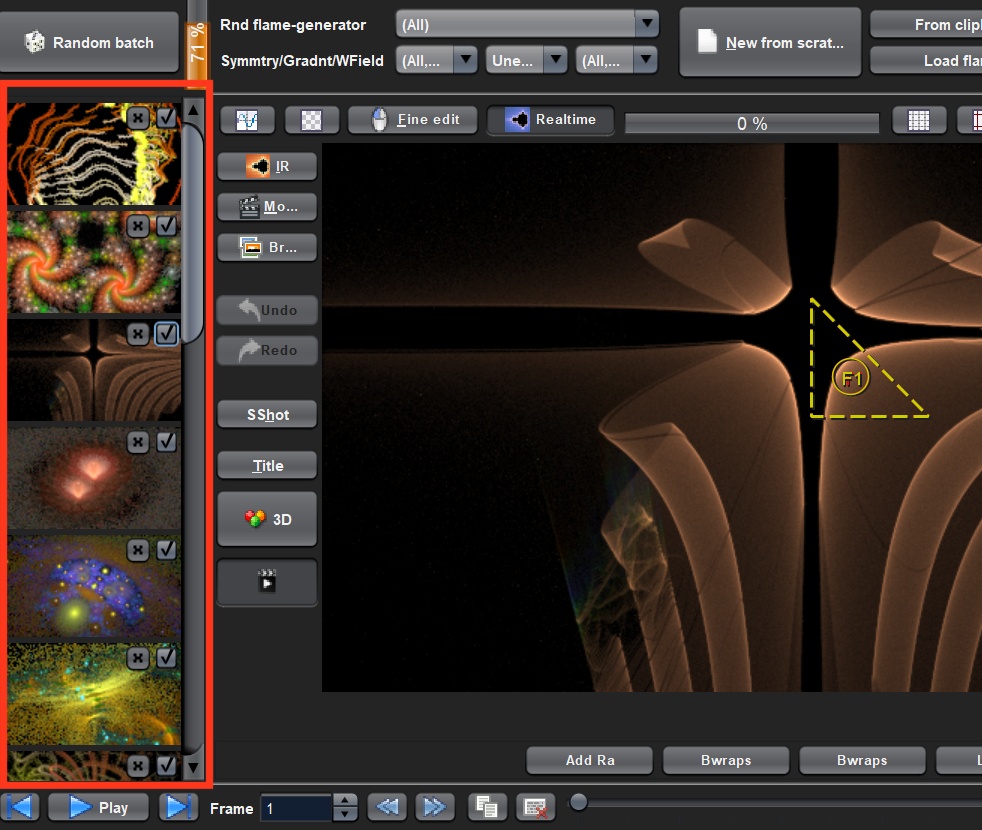 Random batch
71 %
Rnd flame-generator
(All)
Symmtry/Gradnt/WField
(All,...
Une...
(All,...
New from scrat...
From clip
Load fla
Fine edit
Realtime
0 %
IR
Mo...
Br...
Undo
Redo
SShot
Title
3D
F1
Add Ra
Bwraps
Bwraps
Play
Frame
1